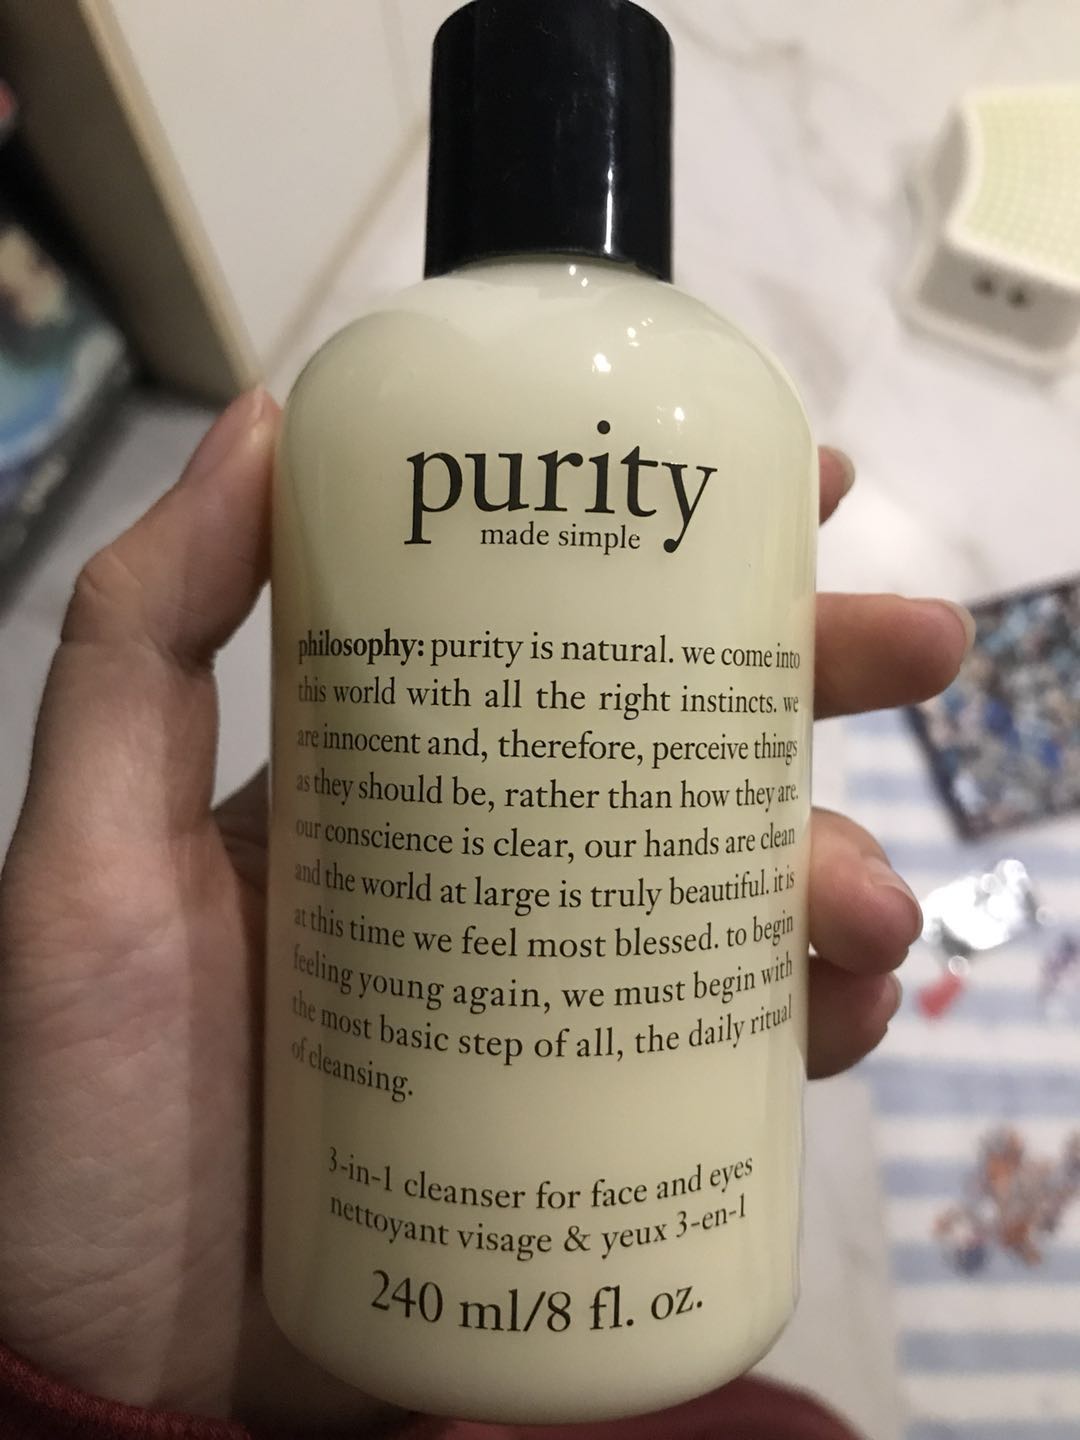 purity
made simple
philosophy: purity is natural. we come into
this world with all the right instincts. we
are innocent and, therefore, perceive things
as they should be, rather than how they are.
our conscience is clear, our hands are clean
and the world at large is truly beautiful. it is
at this time we feel most blessed. to begin
feeling young again, we must begin with
the most basic step of all, the daily ritual
of cleansing.
3-in-1 cleanser for face and eyes
nettoyant visage & yeux 3-en-1
240 ml/8 fl. oz.